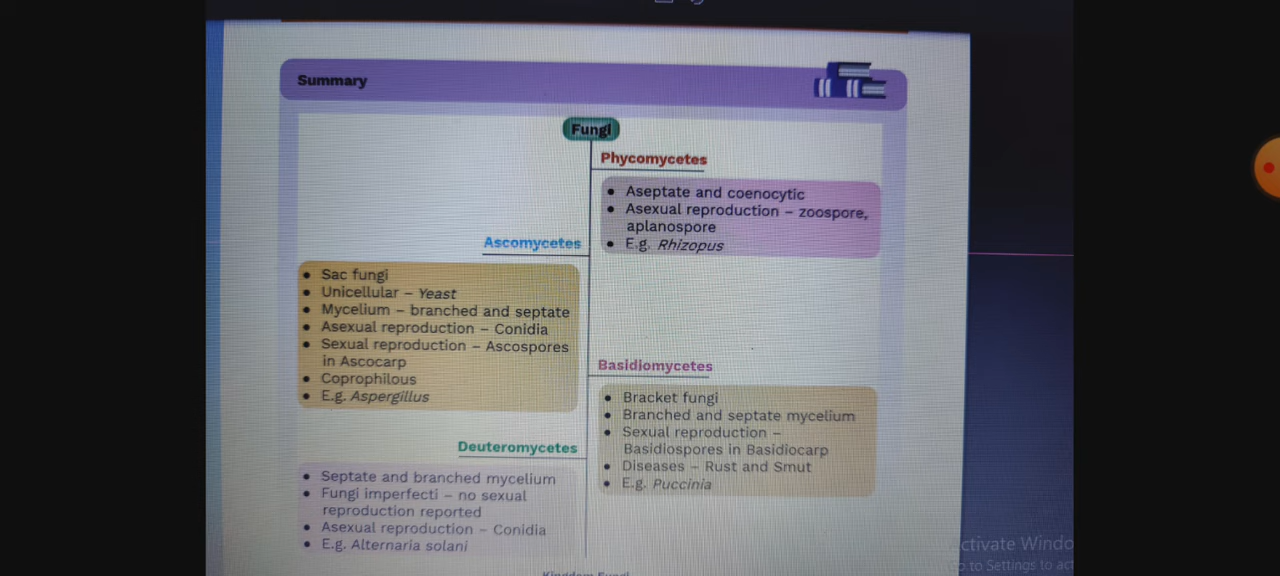 Summary
Fungi
Phycomycetes
• Aseptate and coenocytic
• Asexual reproduction – zoospore,
aplanospore
• E.g. Rhizopus
Ascomycetes
• Sac fungi
• Unicellular – Yeast
• Mycelium – branched and septate
• Asexual reproduction – Conidia
• Sexual reproduction – Ascospores
in Ascocarp
• Coprophilous
• E.g. Aspergillus
Basidiomycetes
• Bracket fungi
• Branched and septate mycelium
• Sexual reproduction –
Basidiospores in Basidiocarp
• Diseases – Rust and Smut
• E.g. Puccinia
Deuteromycetes
• Septate and branched mycelium
• Fungi imperfecti – no sexual
reproduction reported
• Asexual reproduction – Conidia
• E.g. Alternaria solani
Kingdom Fungi
ctivate Windo
o to Settings to act